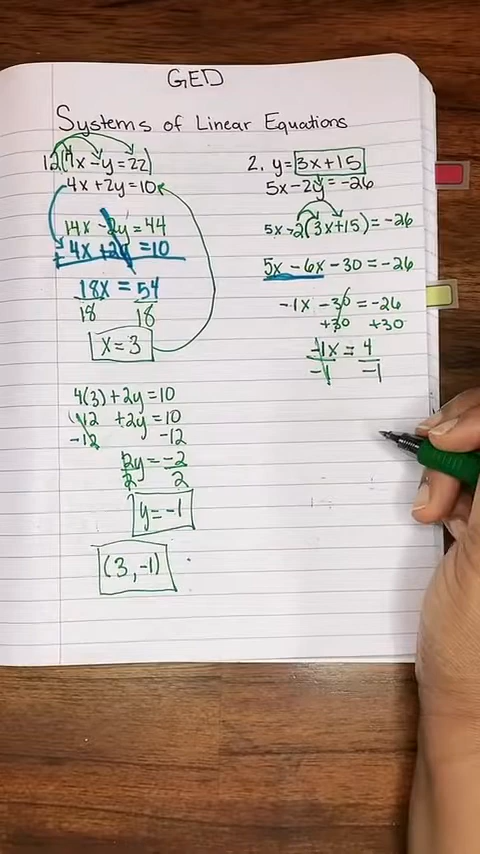 GED
Systems of Linear Equations
12(7x - y = 22)
4x + 2y = 10
14x - 2y = 44
+ 4x + 2y = 10
18x = 54
18 18
x = 3
4(3) + 2y = 10
12 + 2y = 10
-12 -12
2y = -2
2 2
y = -1
(3, -1)
2. y = 3x + 15
5x - 2y = -26
5x - 2(3x + 15) = -26
5x - 6x - 30 = -26
-1x - 30 = -26
+30 +30
-1x = 4
-1 -1